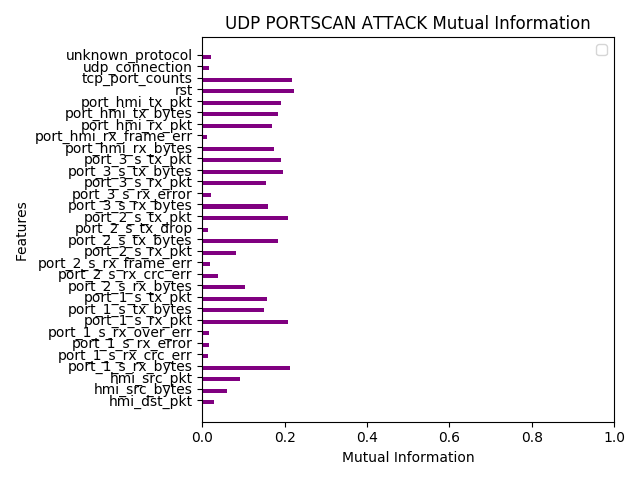 UDP PORTSCAN ATTACK Mutual Information
unknown_protocol
udp_connection
tcp_port_counts
rst
port_hmi_tx_pkt
port_hmi_tx_bytes
port_hmi_rx_pkt
port_hmi_rx_frame_err
port_hmi_rx_bytes
port_3_s_tx_pkt
port_3_s_tx_bytes
port_3_s_rx_pkt
port_3_s_rx_error
port_3_s_rx_bytes
port_2_s_tx_pkt
port_2_s_tx_drop
port_2_s_tx_bytes
port_2_s_rx_pkt
port_2_s_rx_frame_err
port_2_s_rx_crc_err
port_2_s_rx_bytes
port_1_s_tx_pkt
port_1_s_tx_bytes
port_1_s_rx_pkt
port_1_s_rx_over_err
port_1_s_rx_error
port_1_s_rx_crc_err
port_1_s_rx_bytes
hmi_src_pkt
hmi_src_bytes
hmi_dst_pkt
Features
0.0 0.2 0.4 0.6 0.8 1.0
Mutual Information